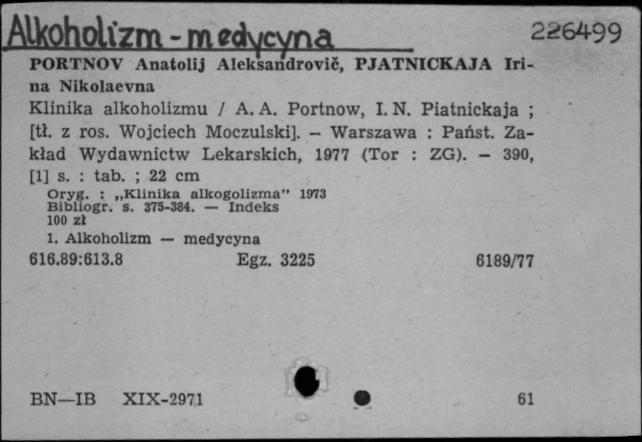 Alkoholizm - medycyna 226499
PORTNOV Anatolij Aleksandrovič, PJATNICKAJA Iri-
na Nikolaevna
Klinika alkoholizmu / A. A. Portnow, I. N. Piatnickaja ;
[tł. z ros. Wojciech Moczulski]. — Warszawa : Państ. Za-
kład Wydawnictw Lekarskich, 1977 (Tor : ZG). — 390,
[1] s. : tab. ; 22 cm
Oryg. : „Klinika alkogolizma" 1973
Bibliogr. s. 375-384. — Indeks
100 zł
1. Alkoholizm — medycyna
616.89:613.8 Egz. 3225 6189/77
BN—IB XIX-2971 61